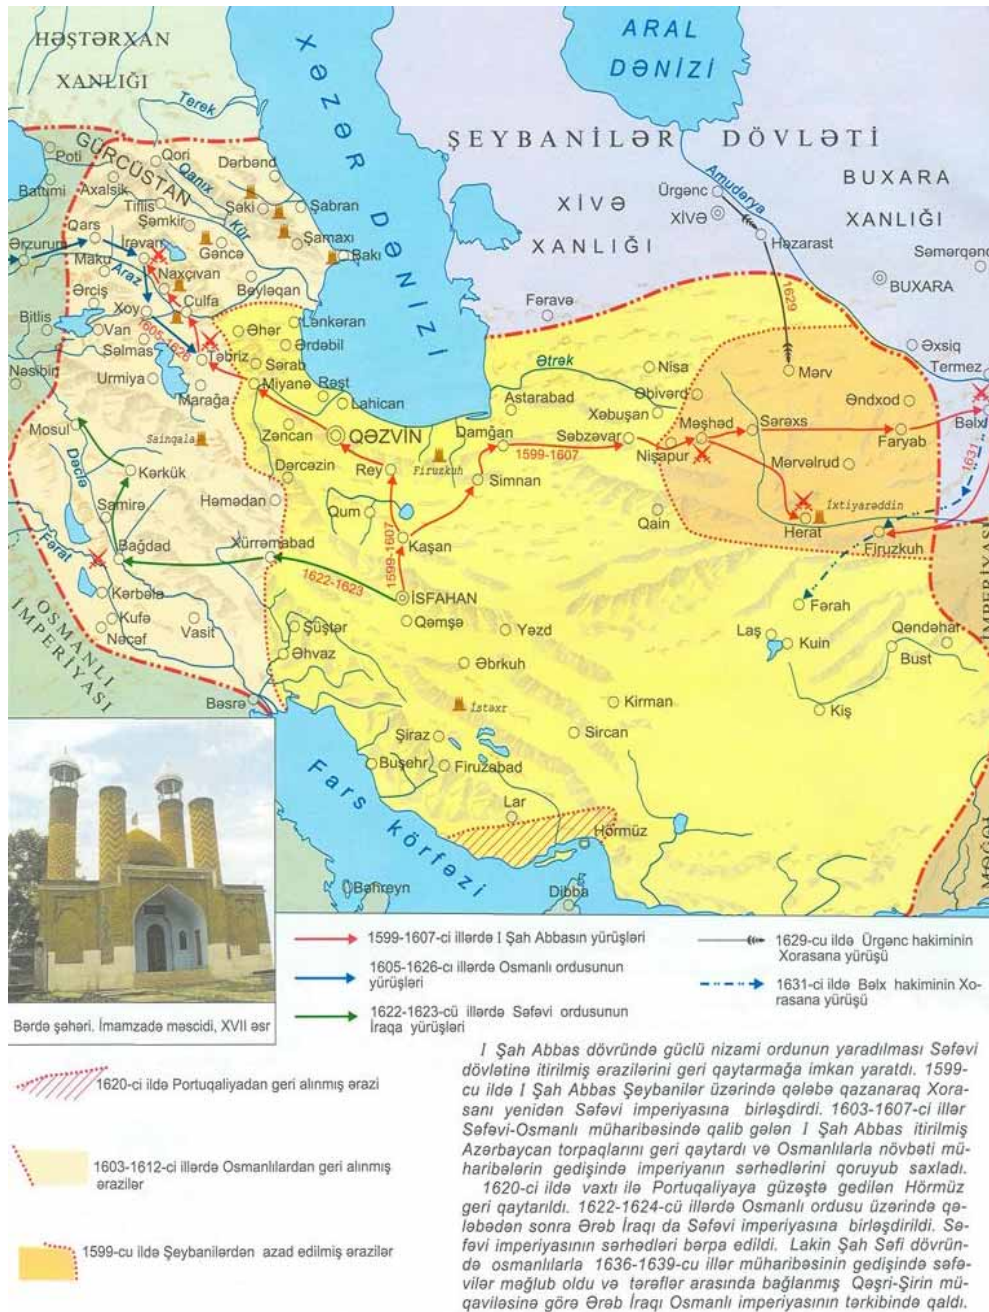 HƏŞTƏRXAN
XANLIĞI
XƏZƏR DƏNİZİ
ARAL
DƏNİZİ
ŞEYBANİLƏR DÖVLƏTİ
XİVƏ
XANLIĞI
BUXARA
XANLIĞI
Terek
GÜRCÜSTAN
Poti
Qori
Dərbənd
Batumi
Axalsik
Qanıx
Tiflis
Şəki
Şabran
Şəmkir
Kür
Qars
İrəvan
Gəncə
Şamaxı
Ərzurum
Maku
Araz
Naxçıvan
Bakı
Beyləqan
Ərciş
Xoy
Culfa
Bitlis
Van
1605-1626
Əhər
Lənkəran
Səlmas
Təbriz
Ərdəbil
Nəsibin
Urmiya
Sərab
Marağa
Miyanə
Rəşt
Lahican
Mosul
Sainqala
Zəncan
QƏZVİN
Dəclə
Kərkük
Dərcəzin
Rey
Firuzkuh
Samirə
Həmədan
Qum
Simnan
Fərat
Bağdad
Xürrəmabad
Kaşan
1599-1607
1622-1623
Kərbəla
İSFAHAN
Kufə
Vasit
Qəmşə
Nəcəf
Şüştər
Yəzd
OSMANLI
İMPERİYASI
Əhvaz
Əbrkuh
Bəsrə
İstəxr
Kirman
Şiraz
Sircan
Buşehr
Firuzabad
Lar
Fars körfəzi
Hörmüz
Bəhreyn
Dibba
Ürgənc
Amudərya
XİVƏ
Həzarast
Səmərqənd
BUXARA
1629
Fəravə
Əxsiq
Ətrək
Nisa
Mərv
Termez
Astarabad
Əbivərd
Xəbuşan
Əndxod
Damğan
Səbzəvar
Məşhəd
Sərəxs
Bəlx
1599-1607
Nişapur
Faryab
Mərvəlrud
1631
Qain
İxtiyarəddin
Herat
Firuzkuh
Fərah
Laş
Kuin
Qəndəhar
Bust
Kiş
MOĞOL
İMPERİYASI
Bərdə şəhəri. İmamzadə məscidi, XVII əsr
1599-1607-ci illərdə I Şah Abbasın yürüşləri
1605-1626-cı illərdə Osmanlı ordusunun
yürüşləri
1622-1623-cü illərdə Səfəvi ordusunun
İraqa yürüşləri
1629-cu ildə Ürgənc hakiminin
Xorasana yürüşü
1631-ci ildə Bəlx hakiminin Xo-
rasana yürüşü
1620-ci ildə Portuqaliyadan geri alınmış ərazi
1603-1612-ci illərdə Osmanlılardan geri alınmış
ərazilər
1599-cu ildə Şeybanilərdən azad edilmiş ərazilər
I Şah Abbas dövründə güclü nizami ordunun yaradılması Səfəvi
dövlətinə itirilmiş ərazilərini geri qaytarmağa imkan yaratdı. 1599-
cu ildə I Şah Abbas Şeybanilər üzərində qələbə qazanaraq Xora-
sanı yenidən Səfəvi imperiyasına birləşdirdi. 1603-1607-ci illər
Səfəvi-Osmanlı müharibəsində qalib gələn I Şah Abbas itirilmiş
Azərbaycan torpaqlarını geri qaytardı və Osmanlılarla növbəti mü-
haribələrin gedişində imperiyanın sərhədlərini qoruyub saxladı.
1620-ci ildə vaxtı ilə Portuqaliyaya güzəştə gedilən Hörmüz
geri qaytarıldı. 1622-1624-cü illərdə Osmanlı ordusu üzərində qə-
ləbədən sonra Ərəb İraqı da Səfəvi imperiyasına birləşdirildi. Sə-
fəvi imperiyasının sərhədləri bərpa edildi. Lakin Şah Səfi dövrün-
də osmanlılarla 1636-1639-cu illər müharibəsinin gedişində səfə-
vilər məğlub oldu və tərəflər arasında bağlanmış Qəşri-Şirin mü-
qaviləsinə görə Ərəb İraqı Osmanlı imperiyasının tərkibində qaldı.